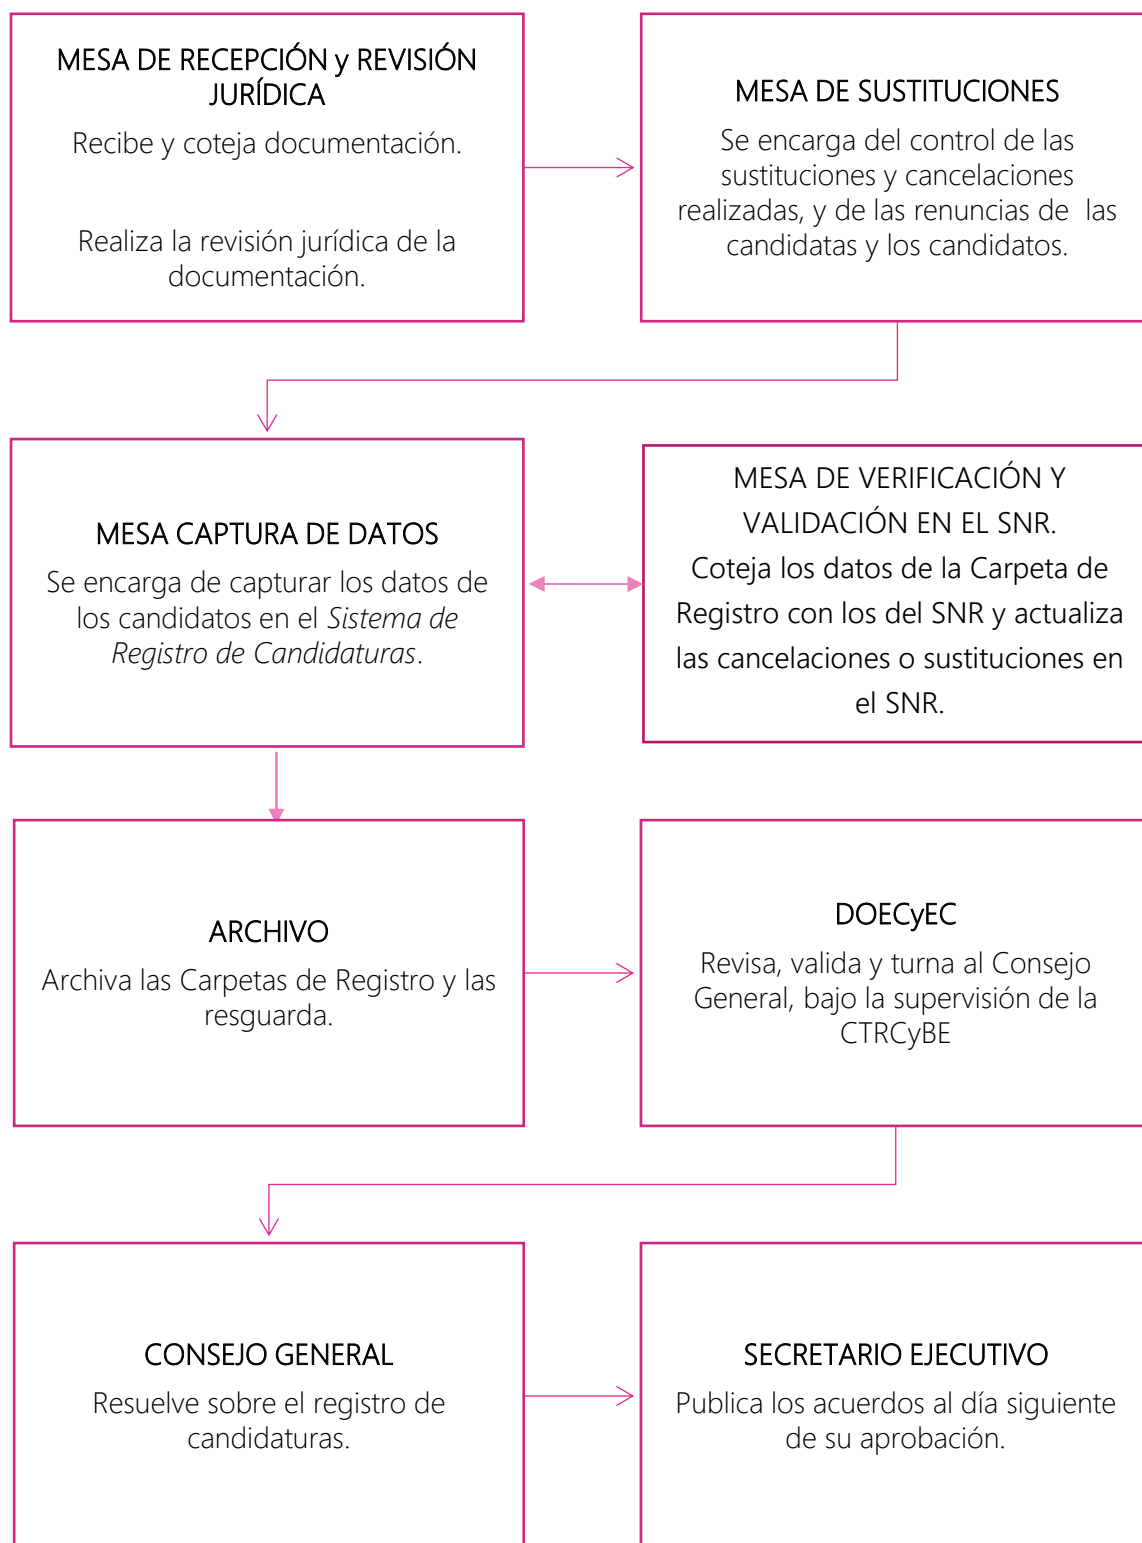 MESA DE RECEPCIÓN y REVISIÓN
JURÍDICA
Recibe y coteja documentación.
Realiza la revisión jurídica de la
documentación.
MESA DE SUSTITUCIONES
Se encarga del control de las
sustituciones y cancelaciones
realizadas, y de las renuncias de las
candidatas y los candidatos.
MESA CAPTURA DE DATOS
Se encarga de capturar los datos de
los candidatos en el Sistema de
Registro de Candidaturas.
MESA DE VERIFICACIÓN Y
VALIDACIÓN EN EL SNR.
Coteja los datos de la Carpeta de
Registro con los del SNR y actualiza
las cancelaciones o sustituciones en
el SNR.
ARCHIVO
Archiva las Carpetas de Registro y las
resguarda.
DOECyEC
Revisa, valida y turna al Consejo
General, bajo la supervisión de la
CTRCyBE
CONSEJO GENERAL
Resuelve sobre el registro de
candidaturas.
SECRETARIO EJECUTIVO
Publica los acuerdos al día siguiente
de su aprobación.